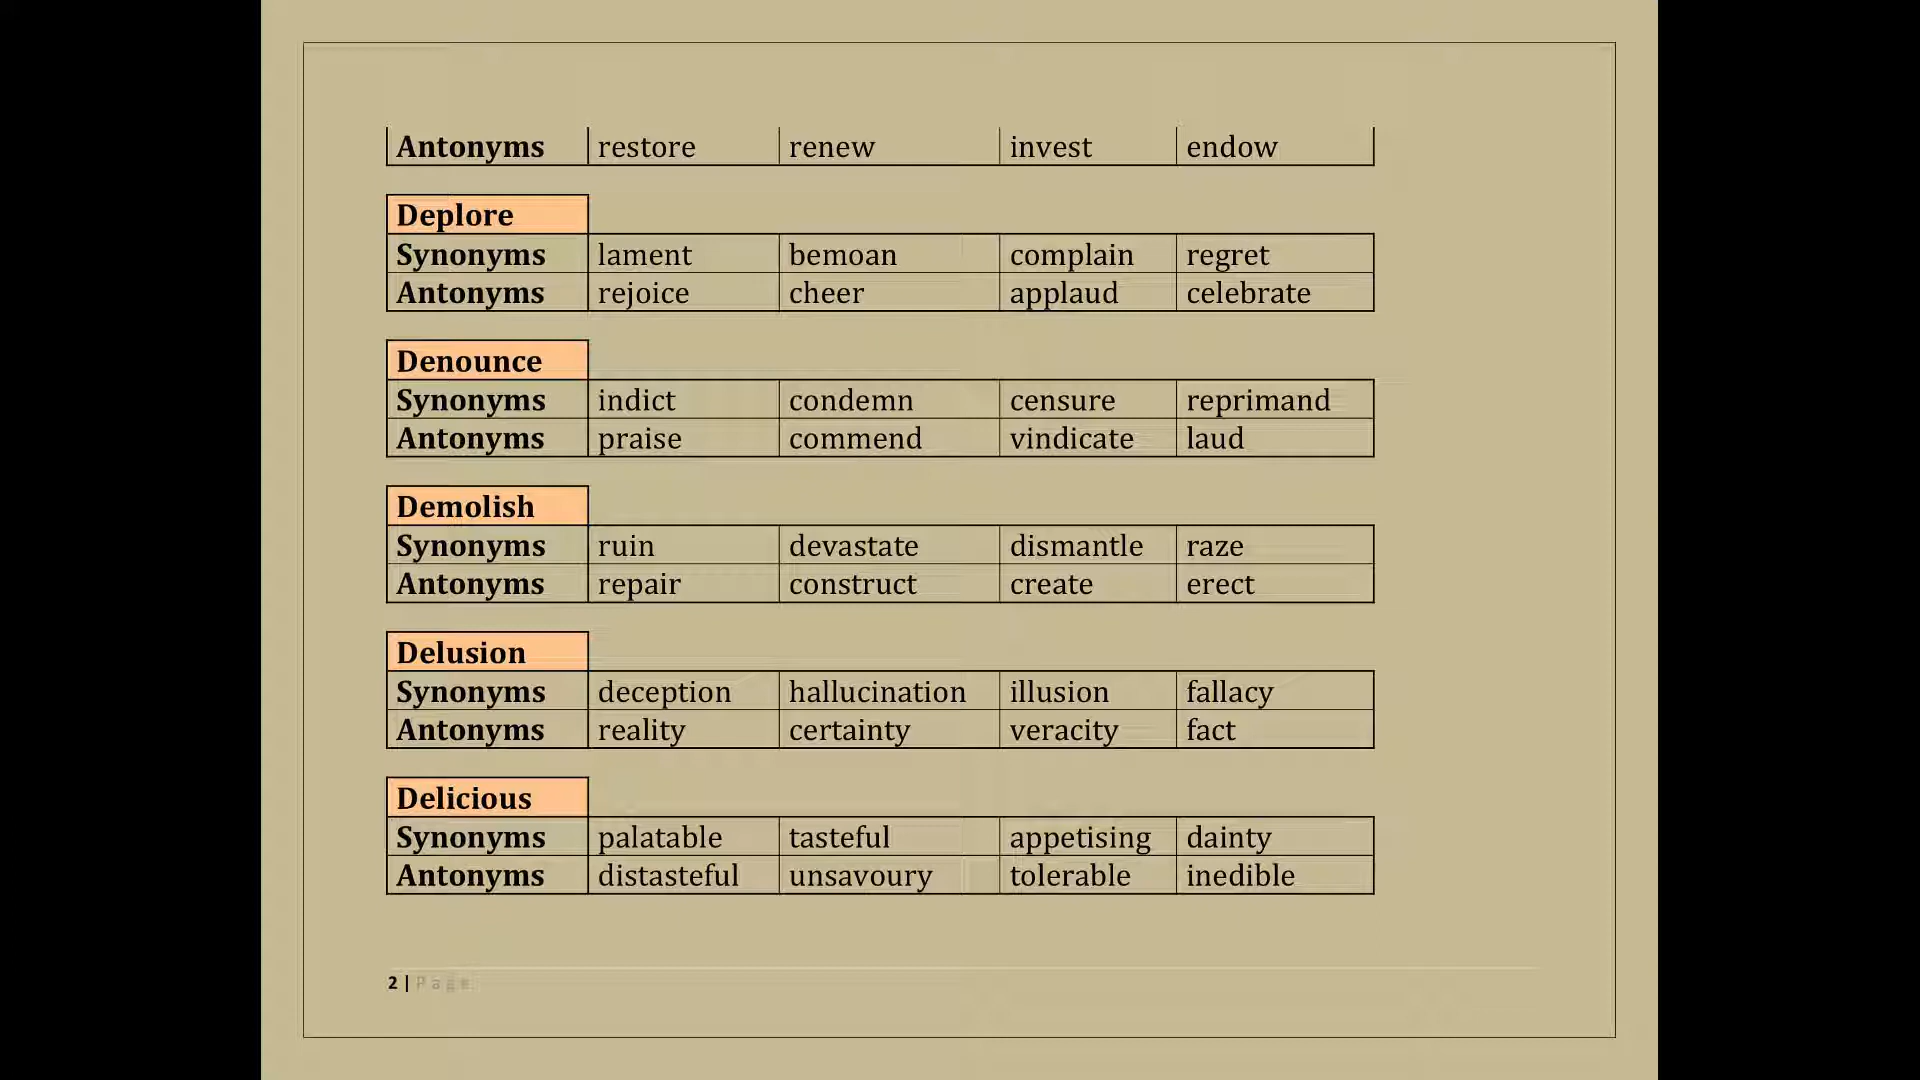 Antonyms restore renew invest endow
Deplore
Synonyms lament bemoan complain regret
Antonyms rejoice cheer applaud celebrate
Denounce
Synonyms indict condemn censure reprimand
Antonyms praise commend vindicate laud
Demolish
Synonyms ruin devastate dismantle raze
Antonyms repair construct create erect
Delusion
Synonyms deception hallucination illusion fallacy
Antonyms reality certainty veracity fact
Delicious
Synonyms palatable tasteful appetising dainty
Antonyms distasteful unsavoury tolerable inedible
2 | Page